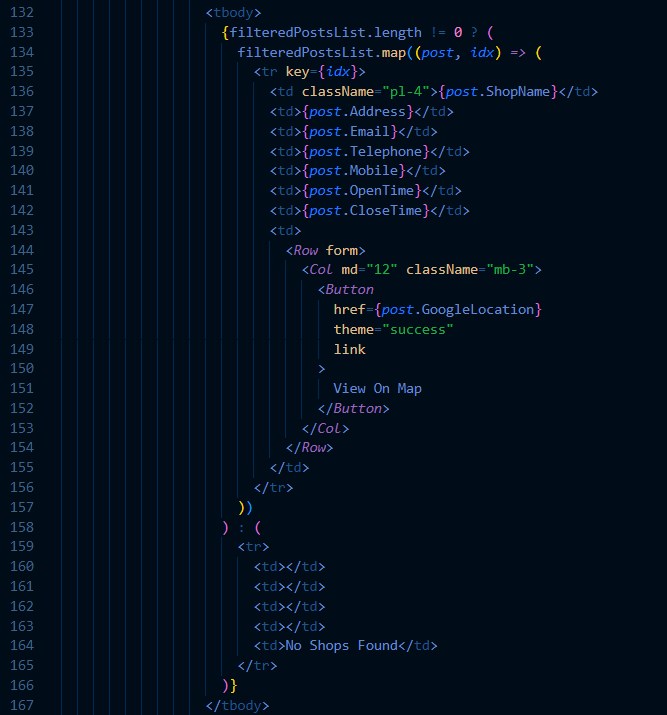 132 <tbody>
133 {filteredPostsList.length != 0 ? (
134 filteredPostsList.map((post, idx) => (
135 <tr key={idx}>
136 <td className="pl-4">{post.ShopName}</td>
137 <td>{post.Address}</td>
138 <td>{post.Email}</td>
139 <td>{post.Telephone}</td>
140 <td>{post.Mobile}</td>
141 <td>{post.OpenTime}</td>
142 <td>{post.CloseTime}</td>
143 <td>
144 <Row form>
145 <Col md="12" className="mb-3">
146 <Button
147 href={post.GoogleLocation}
148 theme="success"
149 link
150 >
151 View On Map
152 </Button>
153 </Col>
154 </Row>
155 </td>
156 </tr>
157 ))
158 ) : (
159 <tr>
160 <td></td>
161 <td></td>
162 <td></td>
163 <td></td>
164 <td>No Shops Found</td>
165 </tr>
166 )}
167 </tbody>